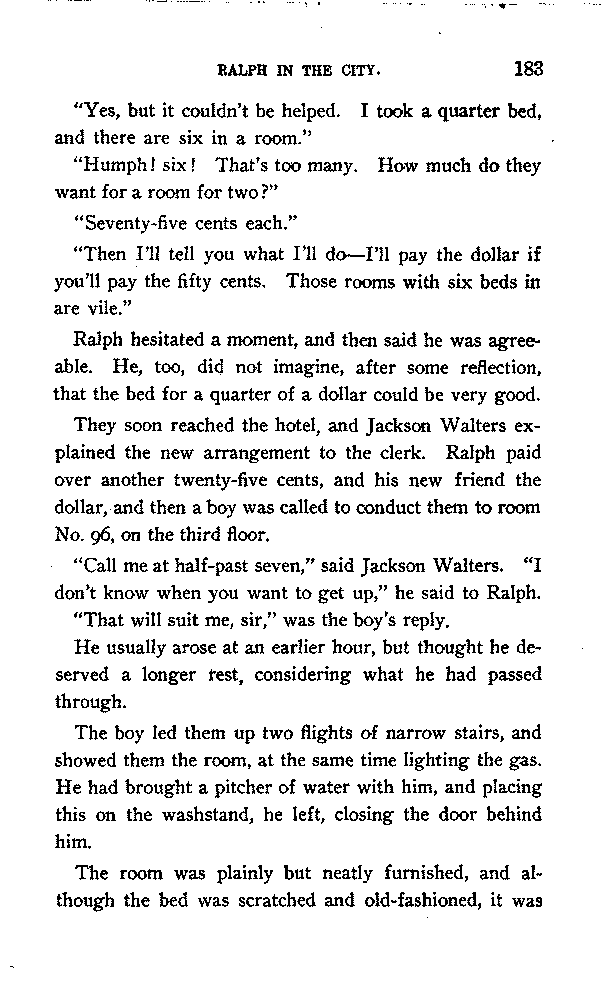 RALPH IN THE CITY. 183
"Yes, but it couldn't be helped. I took a quarter bed,
and there are six in a room."
"Humph! six! That's too many. How much do they
want for a room for two?"
"Seventy-five cents each."
"Then I'll tell you what I'll do—I'll pay the dollar if
you'll pay the fifty cents. Those rooms with six beds in
are vile."
Ralph hesitated a moment, and then said he was agree-
able. He, too, did not imagine, after some reflection,
that the bed for a quarter of a dollar could be very good.
They soon reached the hotel, and Jackson Walters ex-
plained the new arrangement to the clerk. Ralph paid
over another twenty-five cents, and his new friend the
dollar, and then a boy was called to conduct them to room
No. 96, on the third floor.
"Call me at half-past seven," said Jackson Walters. "I
don't know when you want to get up," he said to Ralph.
"That will suit me, sir," was the boy's reply.
He usually arose at an earlier hour, but thought he de-
served a longer rest, considering what he had passed
through.
The boy led them up two flights of narrow stairs, and
showed them the room, at the same time lighting the gas.
He had brought a pitcher of water with him, and placing
this on the washstand, he left, closing the door behind
him.
The room was plainly but neatly furnished, and al-
though the bed was scratched and old-fashioned, it was